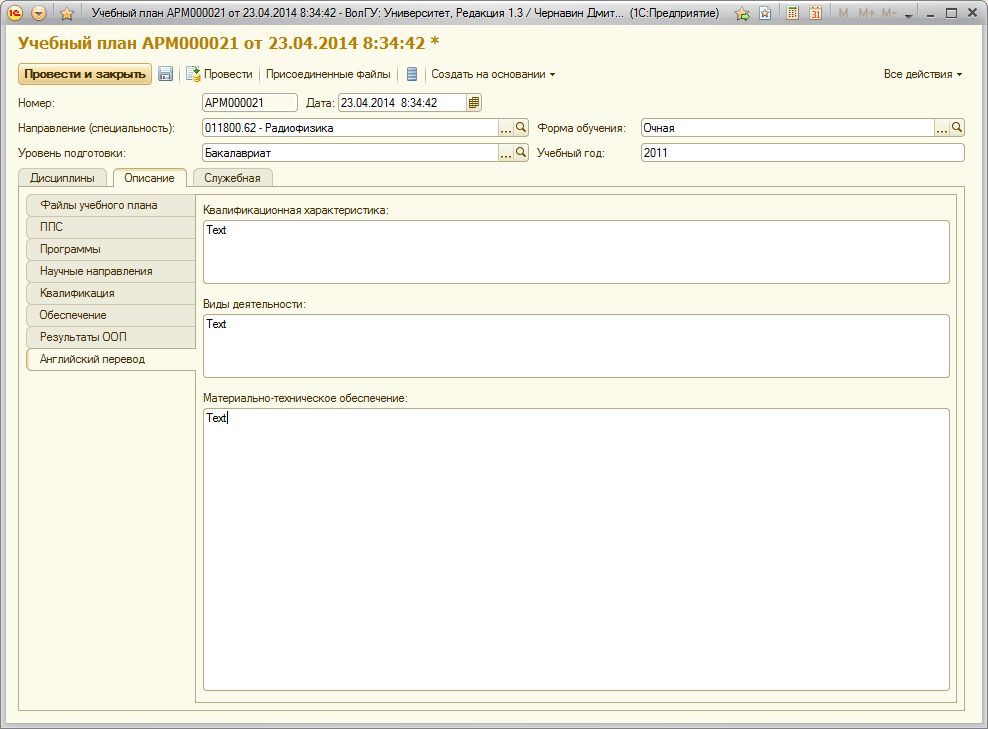 Учебный план АРМ000021 от 23.04.2014 8:34:42 - ВолГУ: Университет, Редакция 1.3 / Чернавин Дмит... (1С:Предприятие)
31 M M+ M-
Учебный план АРМ000021 от 23.04.2014 8:34:42 *
Провести и закрыть Провести Присоединенные файлы Создать на основании Все действия
Номер: АРМ000021 Дата: 23.04.2014 8:34:42
Направление (специальность): 011800.62 - Радиофизика ... Форма обучения: Очная ...
Уровень подготовки: Бакалавриат ... Учебный год: 2011
Дисциплины Описание Служебная
Файлы учебного плана
ППС
Программы
Научные направления
Квалификация
Обеспечение
Результаты ООП
Английский перевод
Квалификационная характеристика:
Text
Виды деятельности:
Text
Материально-техническое обеспечение:
Text